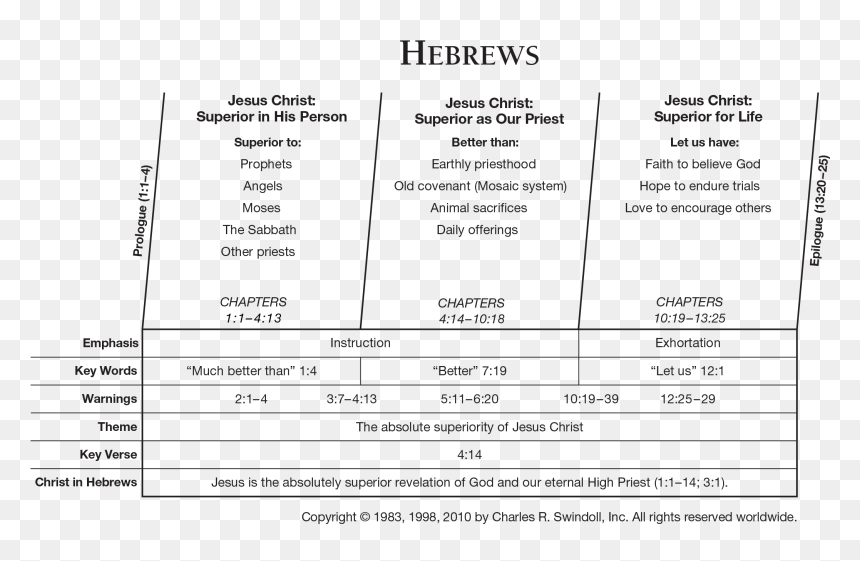 HEBREWS
Prologue (1:1–4)
Jesus Christ:
Superior in His Person
Superior to:
Prophets
Angels
Moses
The Sabbath
Other priests
CHAPTERS
1:1–4:13
Jesus Christ:
Superior as Our Priest
Better than:
Earthly priesthood
Old covenant (Mosaic system)
Animal sacrifices
Daily offerings
CHAPTERS
4:14–10:18
Jesus Christ:
Superior for Life
Let us have:
Faith to believe God
Hope to endure trials
Love to encourage others
CHAPTERS
10:19–13:25
Epilogue (13:20–25)
Emphasis Instruction Exhortation
Key Words “Much better than” 1:4 “Better” 7:19 “Let us” 12:1
Warnings 2:1–4 3:7–4:13 5:11–6:20 10:19–39 12:25–29
Theme The absolute superiority of Jesus Christ
Key Verse 4:14
Christ in Hebrews Jesus is the absolutely superior revelation of God and our eternal High Priest (1:1–14; 3:1).
Copyright © 1983, 1998, 2010 by Charles R. Swindoll, Inc. All rights reserved worldwide.